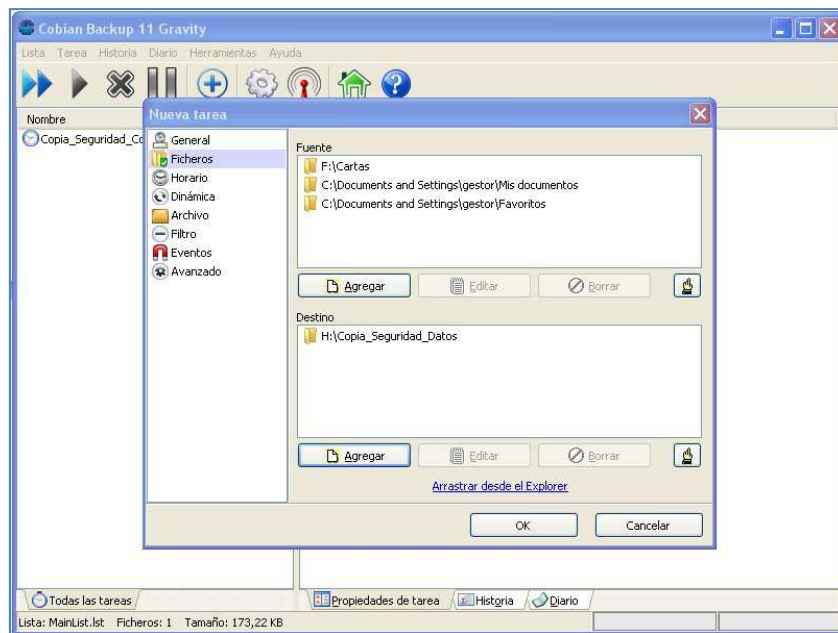 Cobian Backup 11 Gravity
Lista Tarea Historia Diario Herramientas Ayuda
Nombre
Copia_Seguridad_Co
Nueva tarea
General
Ficheros
Horario
Dinámica
Archivo
Filtro
Eventos
Avanzado
Fuente
F:\Cartas
C:\Documents and Settings\gestor\Mis documentos
C:\Documents and Settings\gestor\Favoritos
Agregar Editar Borrar
Destino
H:\Copia_Seguridad_Datos
Agregar Editar Borrar
Arrastrar desde el Explorer
OK Cancelar
Todas las tareas Propiedades de tarea Historia Diario
Lista: MainList.lst Ficheros: 1 Tamaño: 173,22 KB